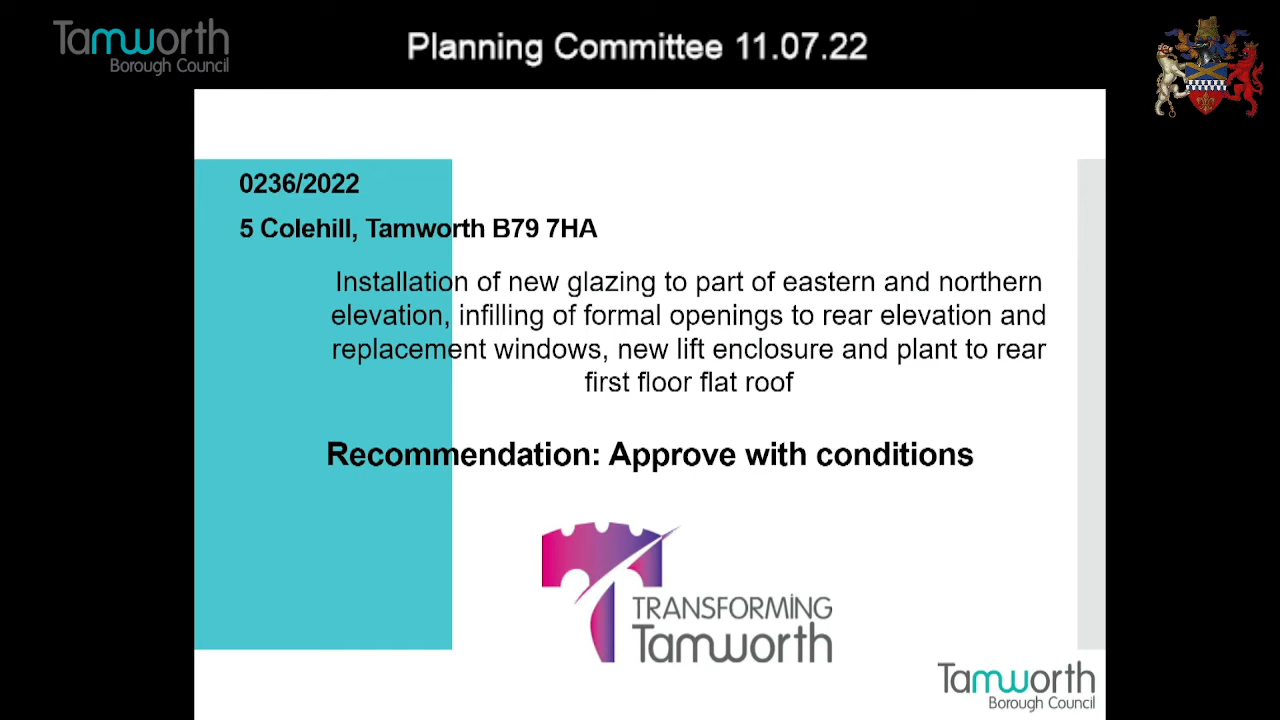 Tamworth
Borough Council
Planning Committee 11.07.22
0236/2022
5 Colehill, Tamworth B79 7HA
Installation of new glazing to part of eastern and northern
elevation, infilling of formal openings to rear elevation and
replacement windows, new lift enclosure and plant to rear
first floor flat roof
Recommendation: Approve with conditions
TRANSFORMING
Tamworth
Tamworth
Borough Council